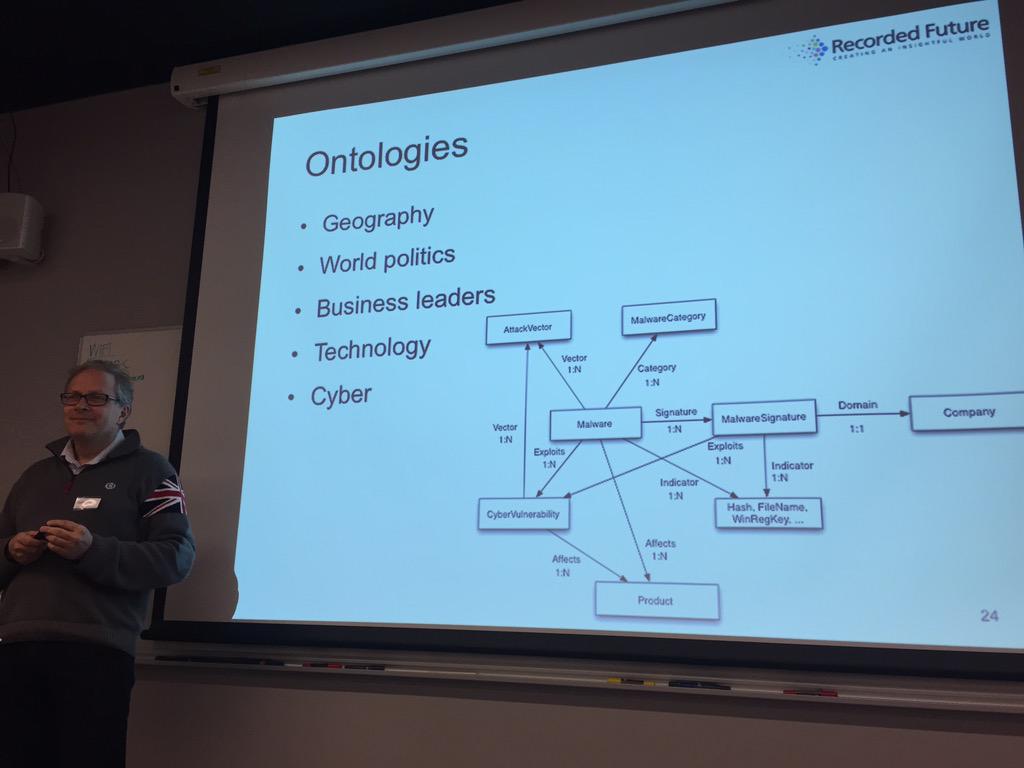 Recorded Future
CREATING AN INSIGHTFUL WORLD
Ontologies
• Geography
• World politics
• Business leaders
• Technology
• Cyber
AttackVector
MalwareCategory
Vector
1:N
Category
1:N
Malware
Signature
1:N
MalwareSignature
Domain
1:1
Company
Vector
1:N
Exploits
1:N
Exploits
1:N
Indicator
1:N
Indicator
1:N
CyberVulnerability
Hash, FileName,
WinRegKey, ...
Affects
1:N
Affects
1:N
Product
24
WIFI